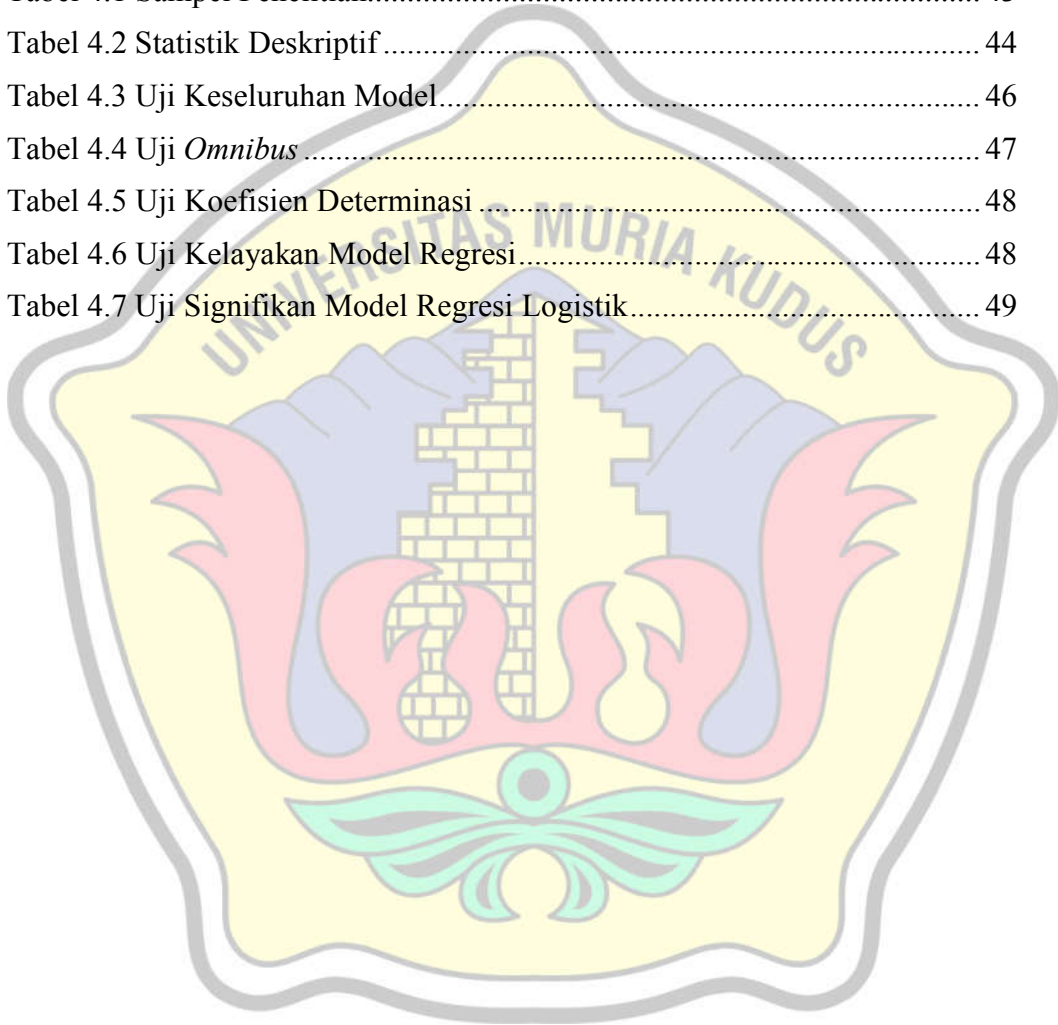 Tabel 4.2 Statistik Deskriptif ........................................................................... 44
Tabel 4.3 Uji Keseluruhan Model.................................................................... 46
Tabel 4.4 Uji Omnibus ..................................................................................... 47
Tabel 4.5 Uji Koefisien Determinasi ................................................................ 48
Tabel 4.6 Uji Kelayakan Model Regresi.......................................................... 48
Tabel 4.7 Uji Signifikan Model Regresi Logistik............................................ 49
UNIVERSITAS MURIA KUDUS